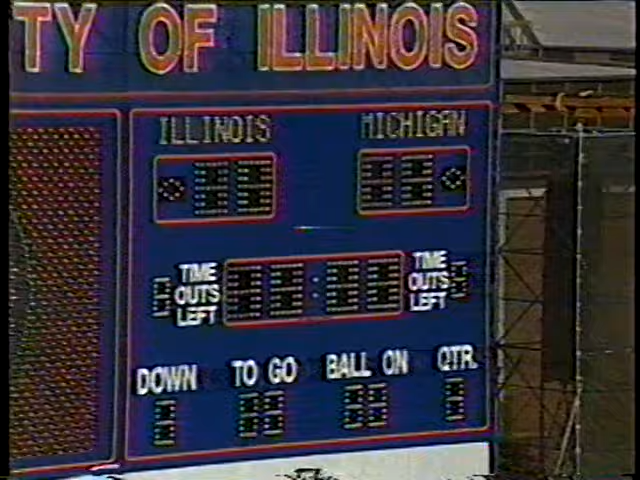 TY OF ILLINOIS
ILLINOIS MICHIGAN
TIME OUTS LEFT
TIME OUTS LEFT
DOWN TO GO BALL ON QTR.